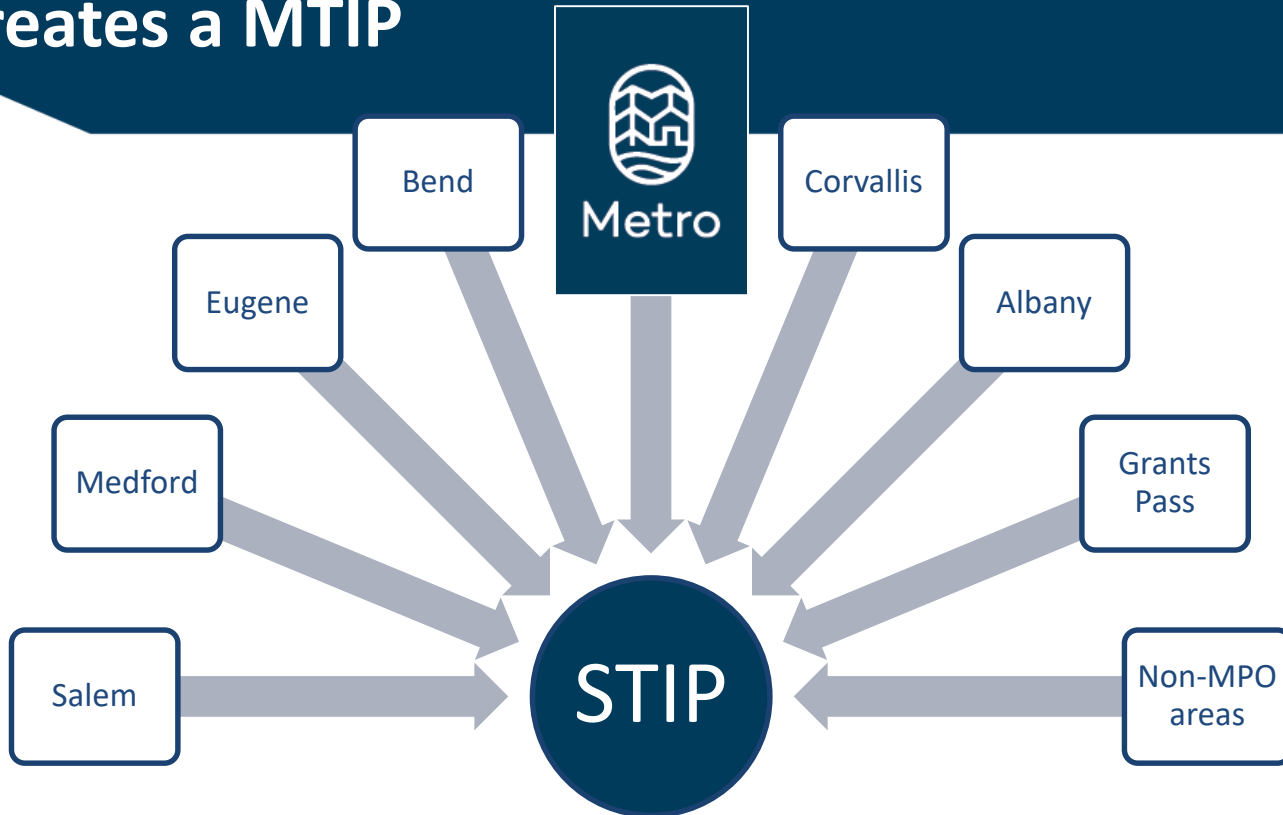 reates a MTIP
Metro
Bend
Corvallis
Eugene
Albany
Medford
Grants
Pass
Salem
Non-MPO
areas
STIP